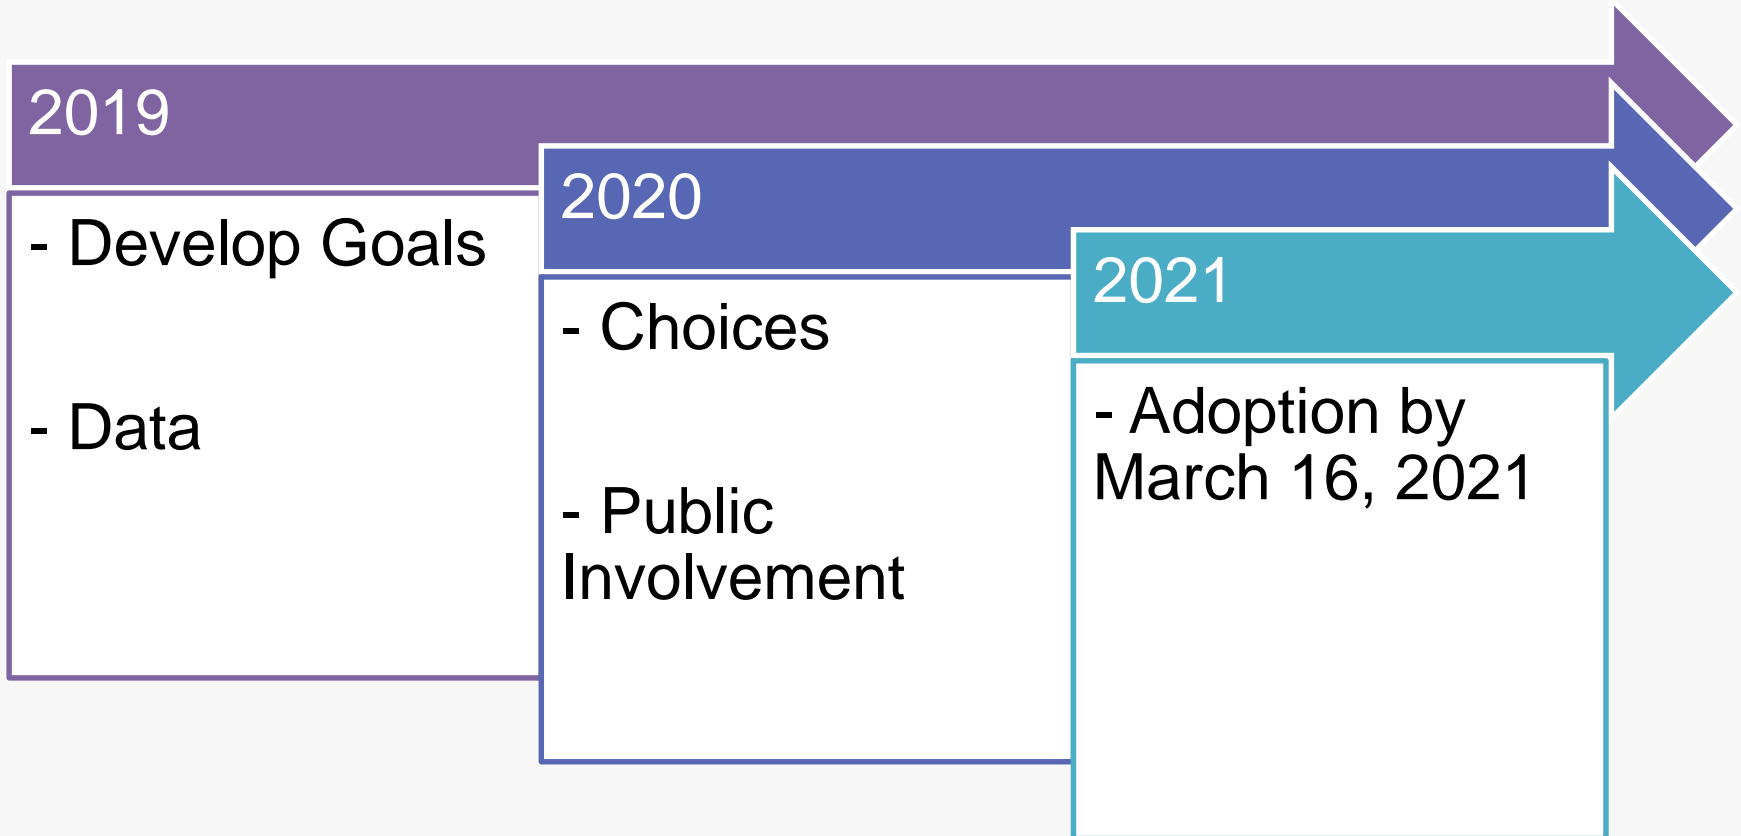 2019
- Develop Goals
- Data
2020
- Choices
- Public
Involvement
2021
- Adoption by
March 16, 2021